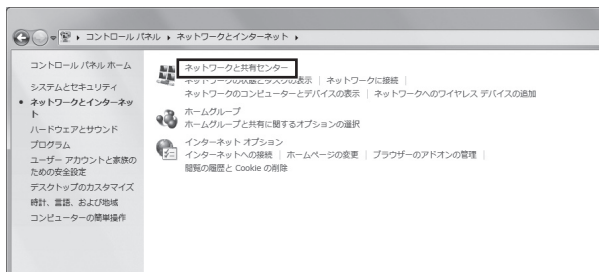 コントロール パネル ▸ ネットワークとインターネット ▸
コントロール パネル ホーム
システムとセキュリティ
ネットワークとインターネッ
ト
ハードウェアとサウンド
プログラム
ユーザー アカウントと家族の
ための安全設定
デスクトップのカスタマイズ
時計、言語、および地域
コンピューターの簡単操作
ネットワークと共有センター
ネットワークの状態とタスクの表示 | ネットワークに接続 |
ネットワークのコンピューターとデバイスの表示 | ネットワークへのワイヤレス デバイスの追加
ホームグループ
ホームグループと共有に関するオプションの選択
インターネット オプション
インターネットへの接続 | ホームページの変更 | ブラウザーのアドオンの管理 |
閲覧の履歴と Cookie の削除